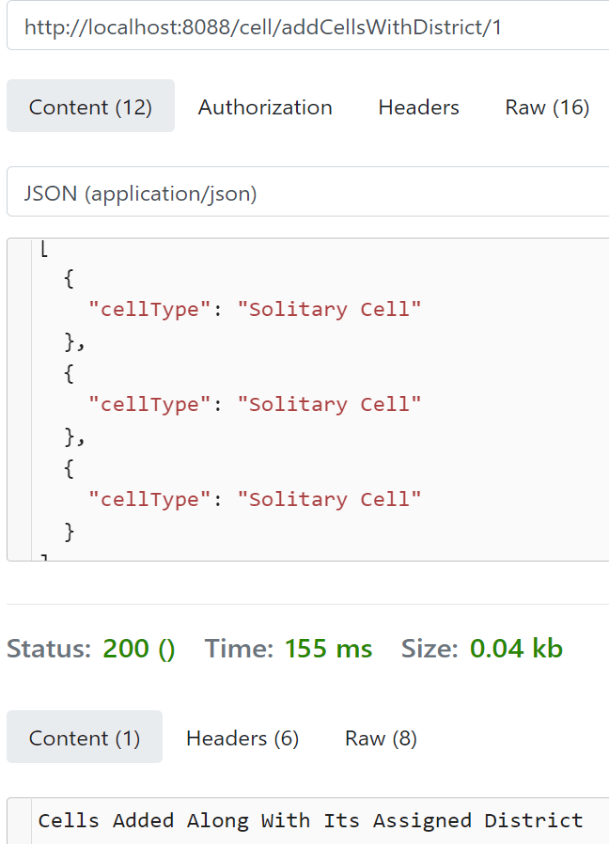 http://localhost:8088/cell/addCellsWithDistrict/1
Content (12) Authorization Headers Raw (16)
JSON (application/json)
[
{
"cellType": "Solitary Cell"
},
{
"cellType": "Solitary Cell"
},
{
"cellType": "Solitary Cell"
}
]
Status: 200 () Time: 155 ms Size: 0.04 kb
Content (1) Headers (6) Raw (8)
Cells Added Along With Its Assigned District